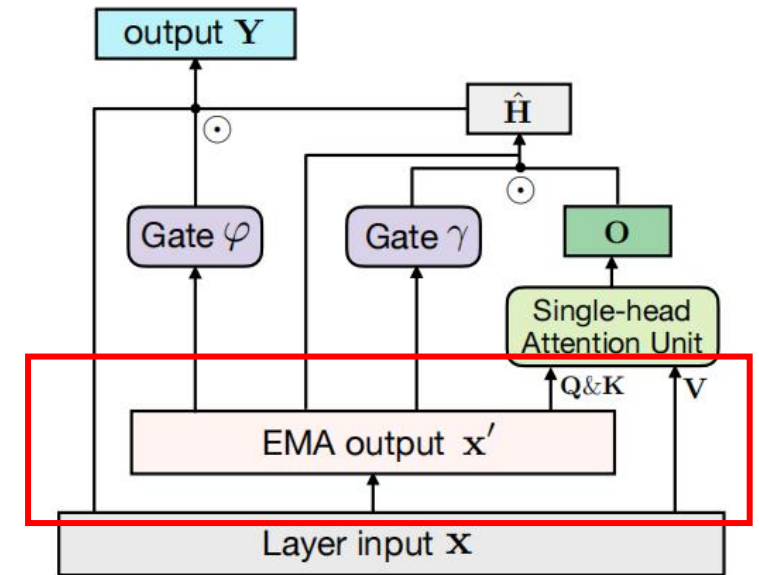 output Y
Ĥ
⊙
⊙
Gate φ
Gate γ
O
Single-head
Attention Unit
Q&K
V
EMA output x′
Layer input x